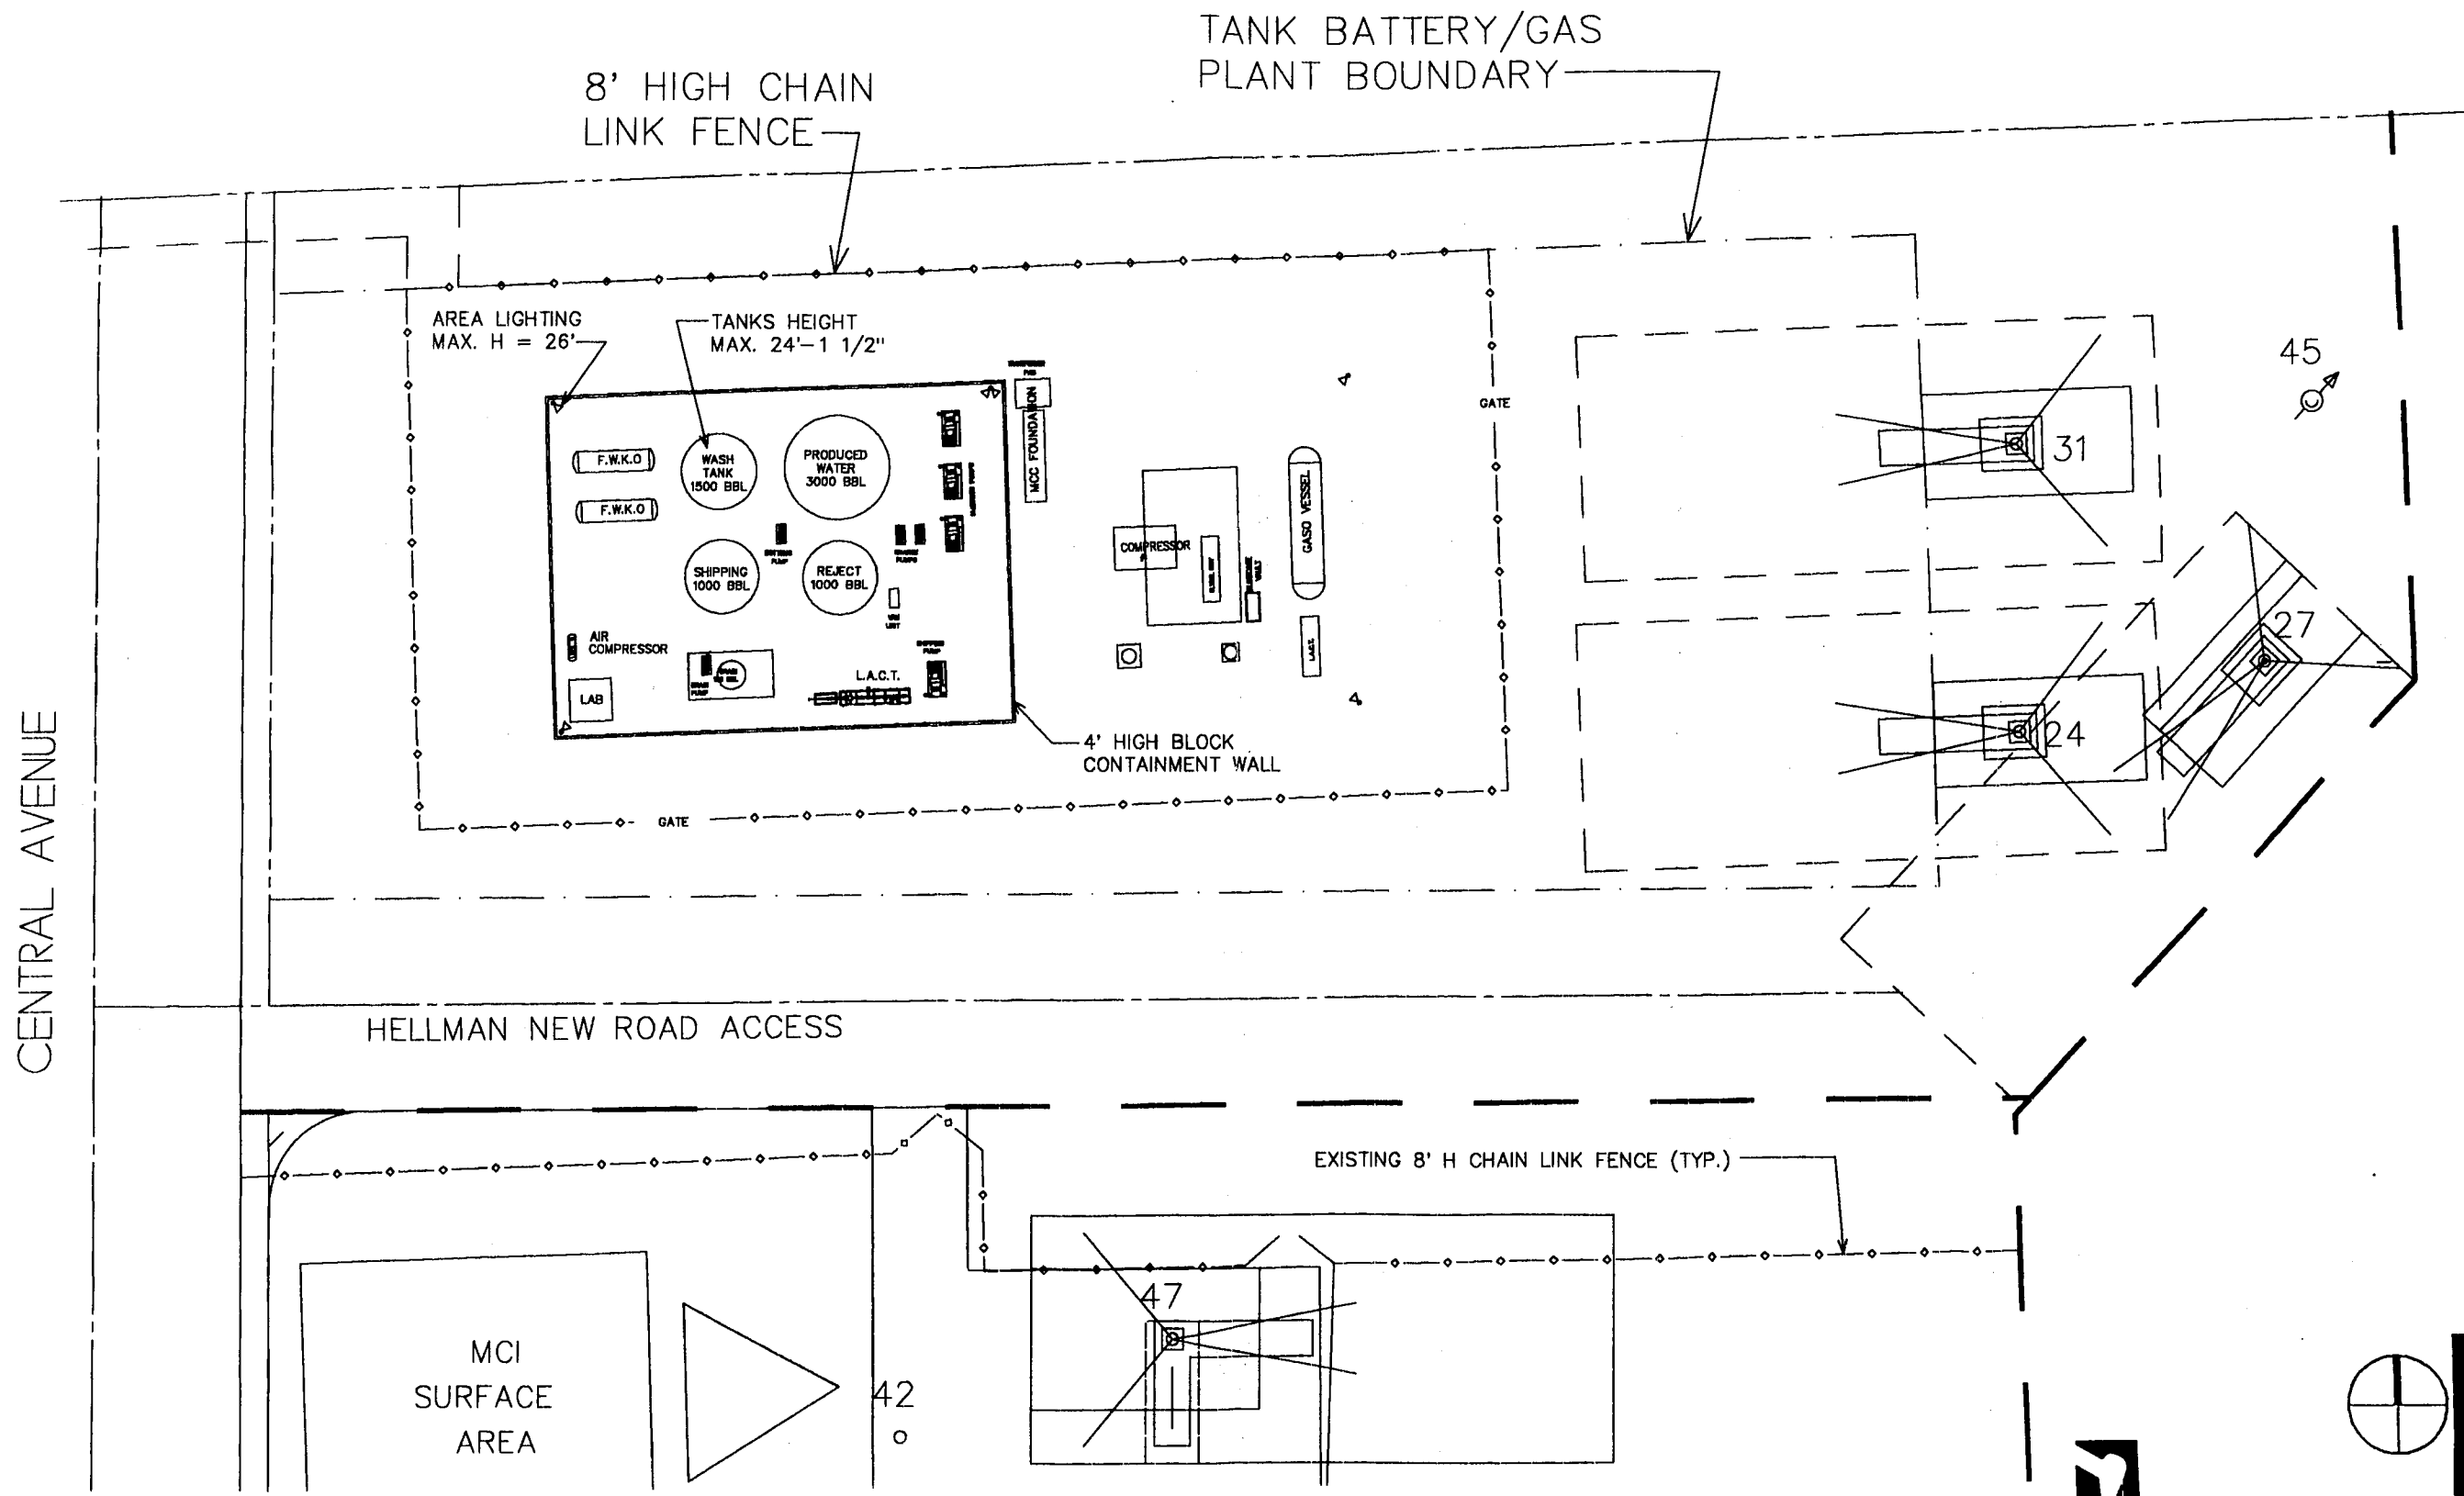 TANK BATTERY/GAS
PLANT BOUNDARY
8' HIGH CHAIN
LINK FENCE
AREA LIGHTING
MAX. H = 26'
TANKS HEIGHT
MAX. 24'-1 1/2"
GATE
45
31
F.W.K.O
F.W.K.O
WASH
TANK
1500 BBL
PRODUCED
WATER
3000 BBL
MCC FOUNDATION
GASO VESSEL
COMPRESSOR
SHIPPING
1000 BBL
REJECT
1000 BBL
27
AIR
COMPRESSOR
L.A.C.T.
L.A.C.T.
LAB
24
4' HIGH BLOCK
CONTAINMENT WALL
GATE
CENTRAL AVENUE
HELLMAN NEW ROAD ACCESS
EXISTING 8' H CHAIN LINK FENCE (TYP.)
47
MCI
SURFACE
AREA
42